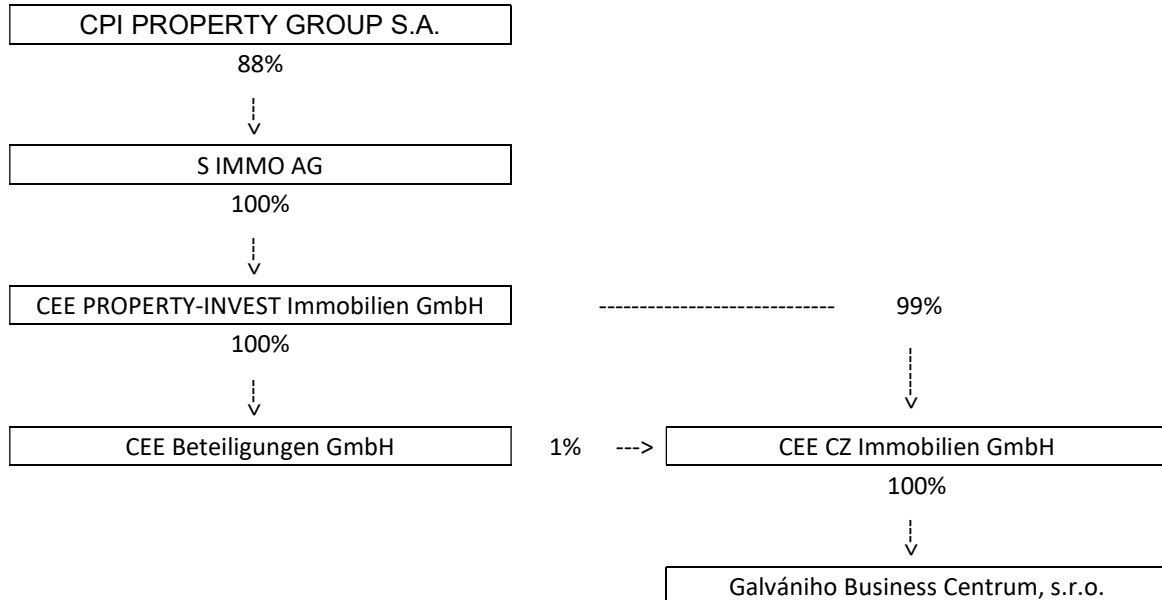 CPI PROPERTY GROUP S.A.
88%
S IMMO AG
100%
CEE PROPERTY-INVEST Immobilien GmbH ---------------------------- 99%
100%
CEE Beteiligungen GmbH 1% ---> CEE CZ Immobilien GmbH
100%
Galvániho Business Centrum, s.r.o.